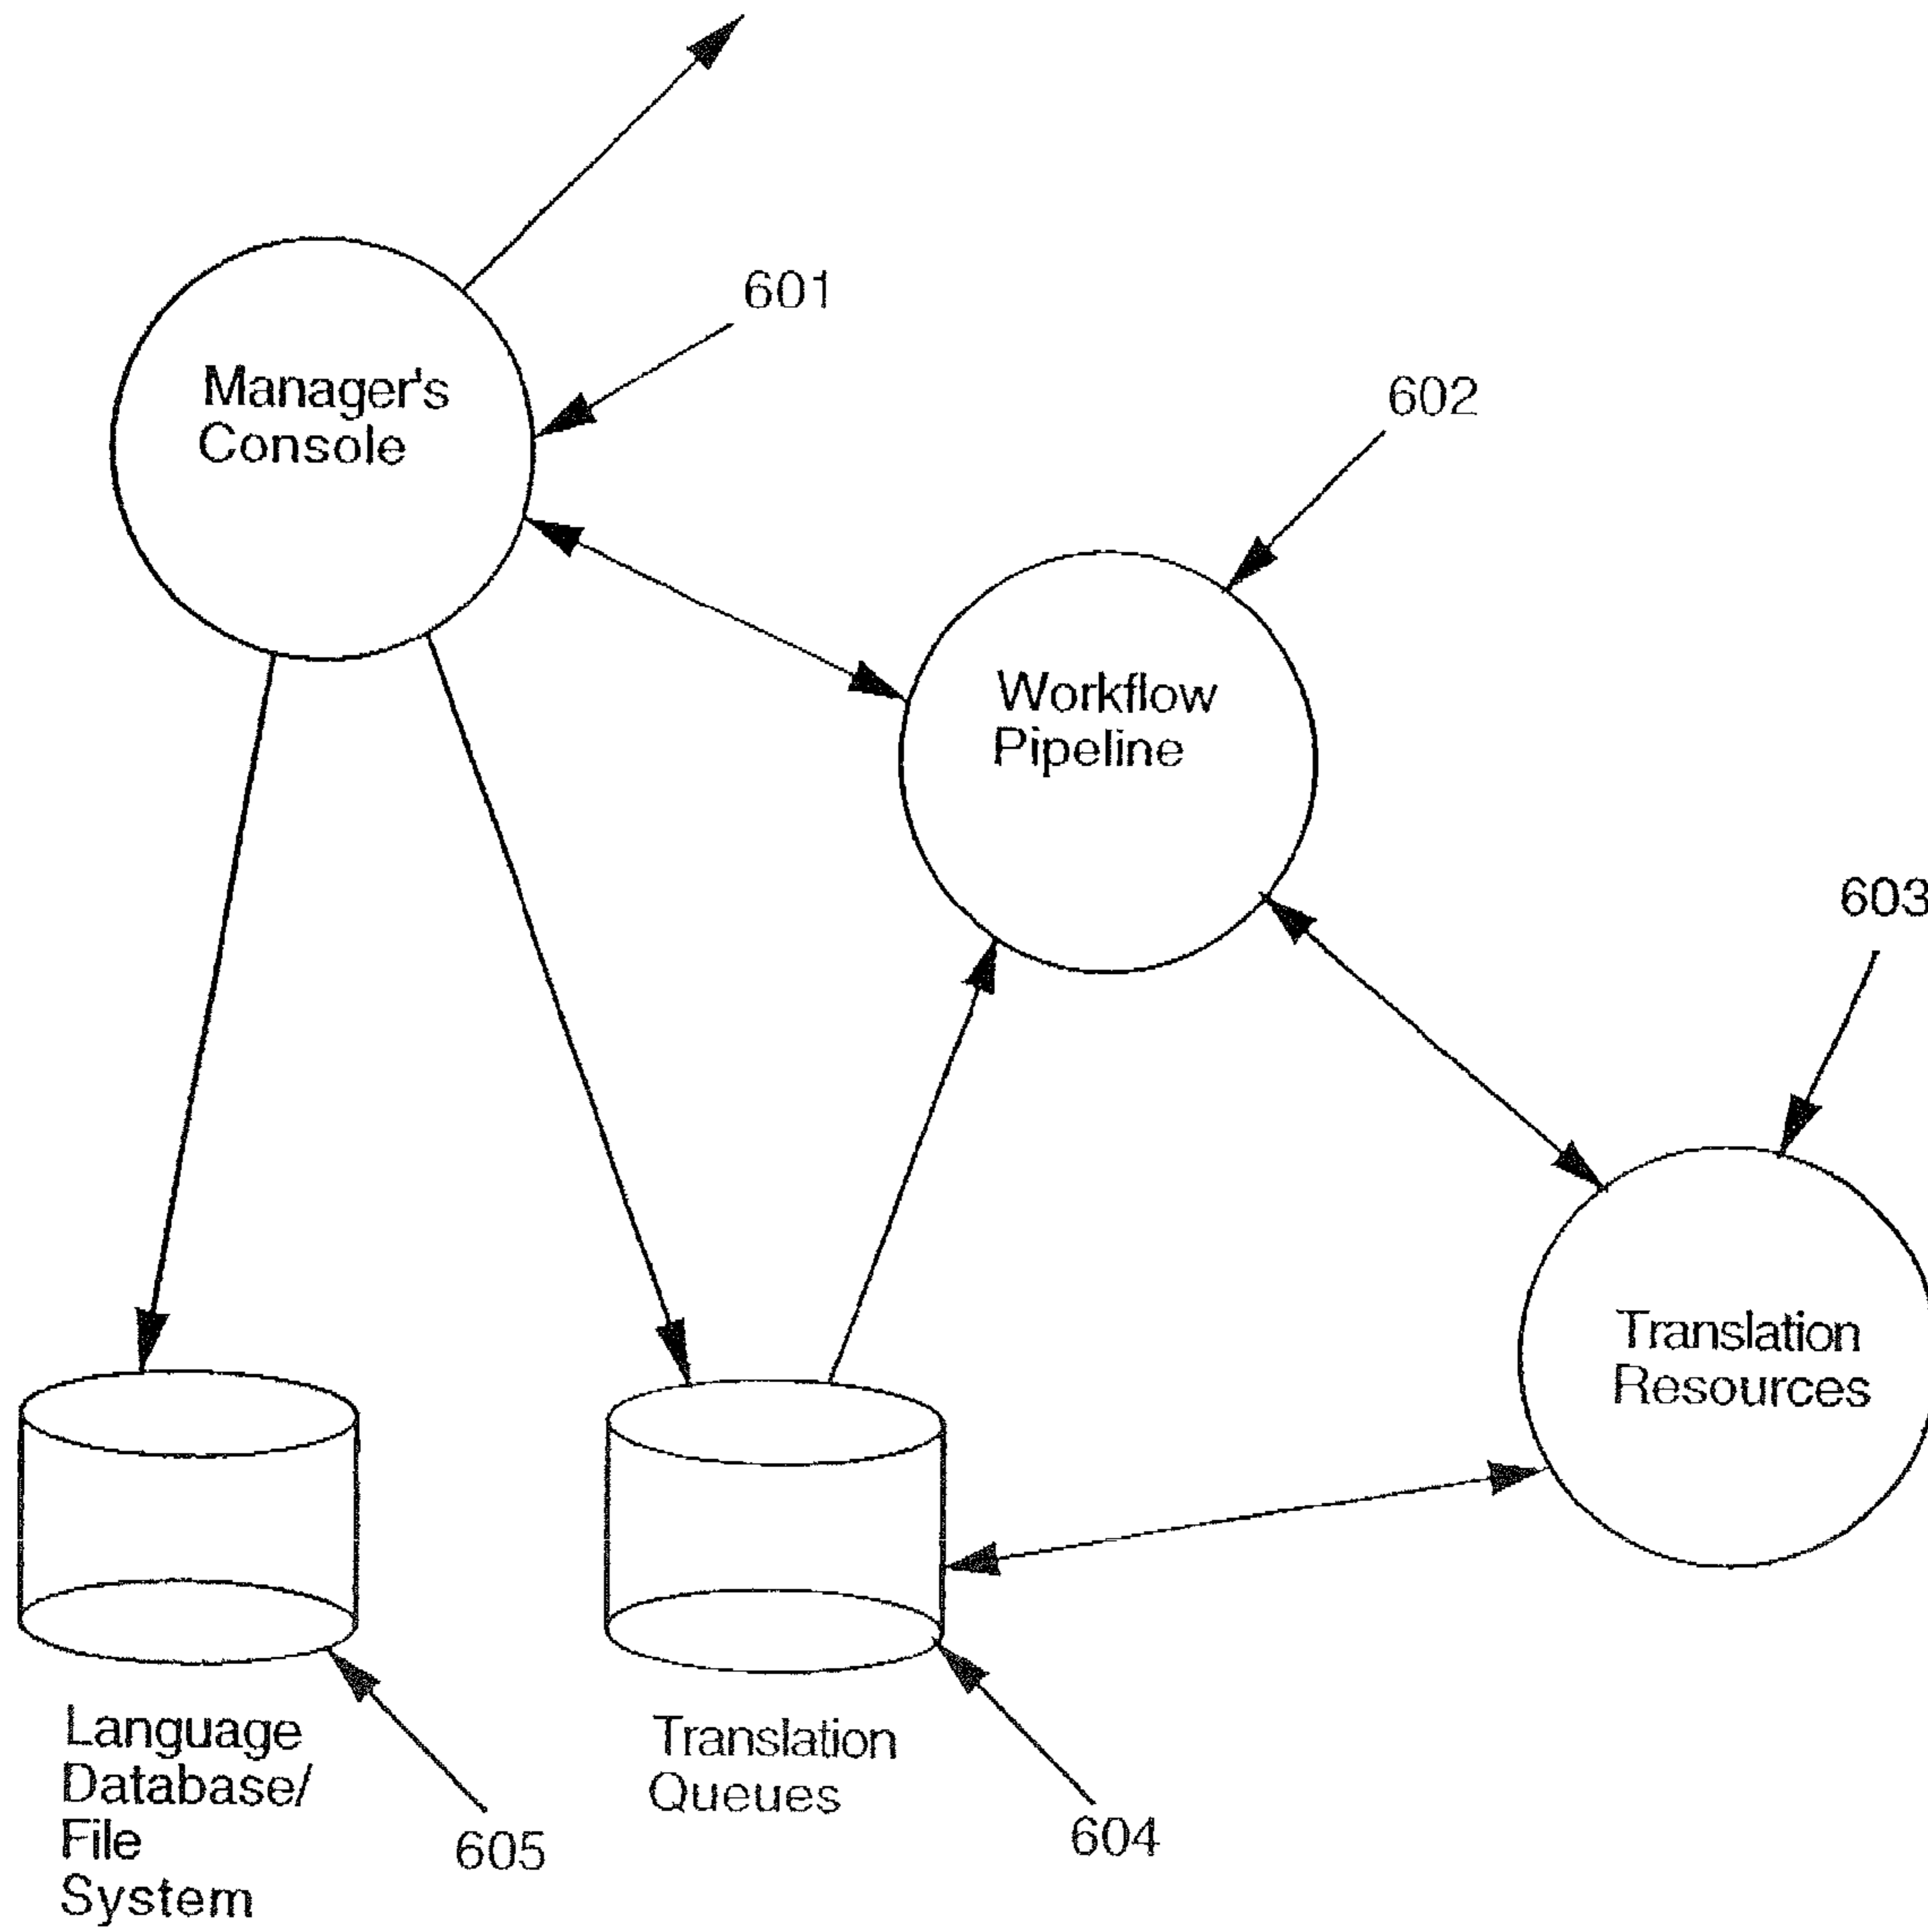 601
Manager's
Console
602
Workflow
Pipeline
603
Translation
Resources
Language
Database/
File
System
605
Translation
Queues
604